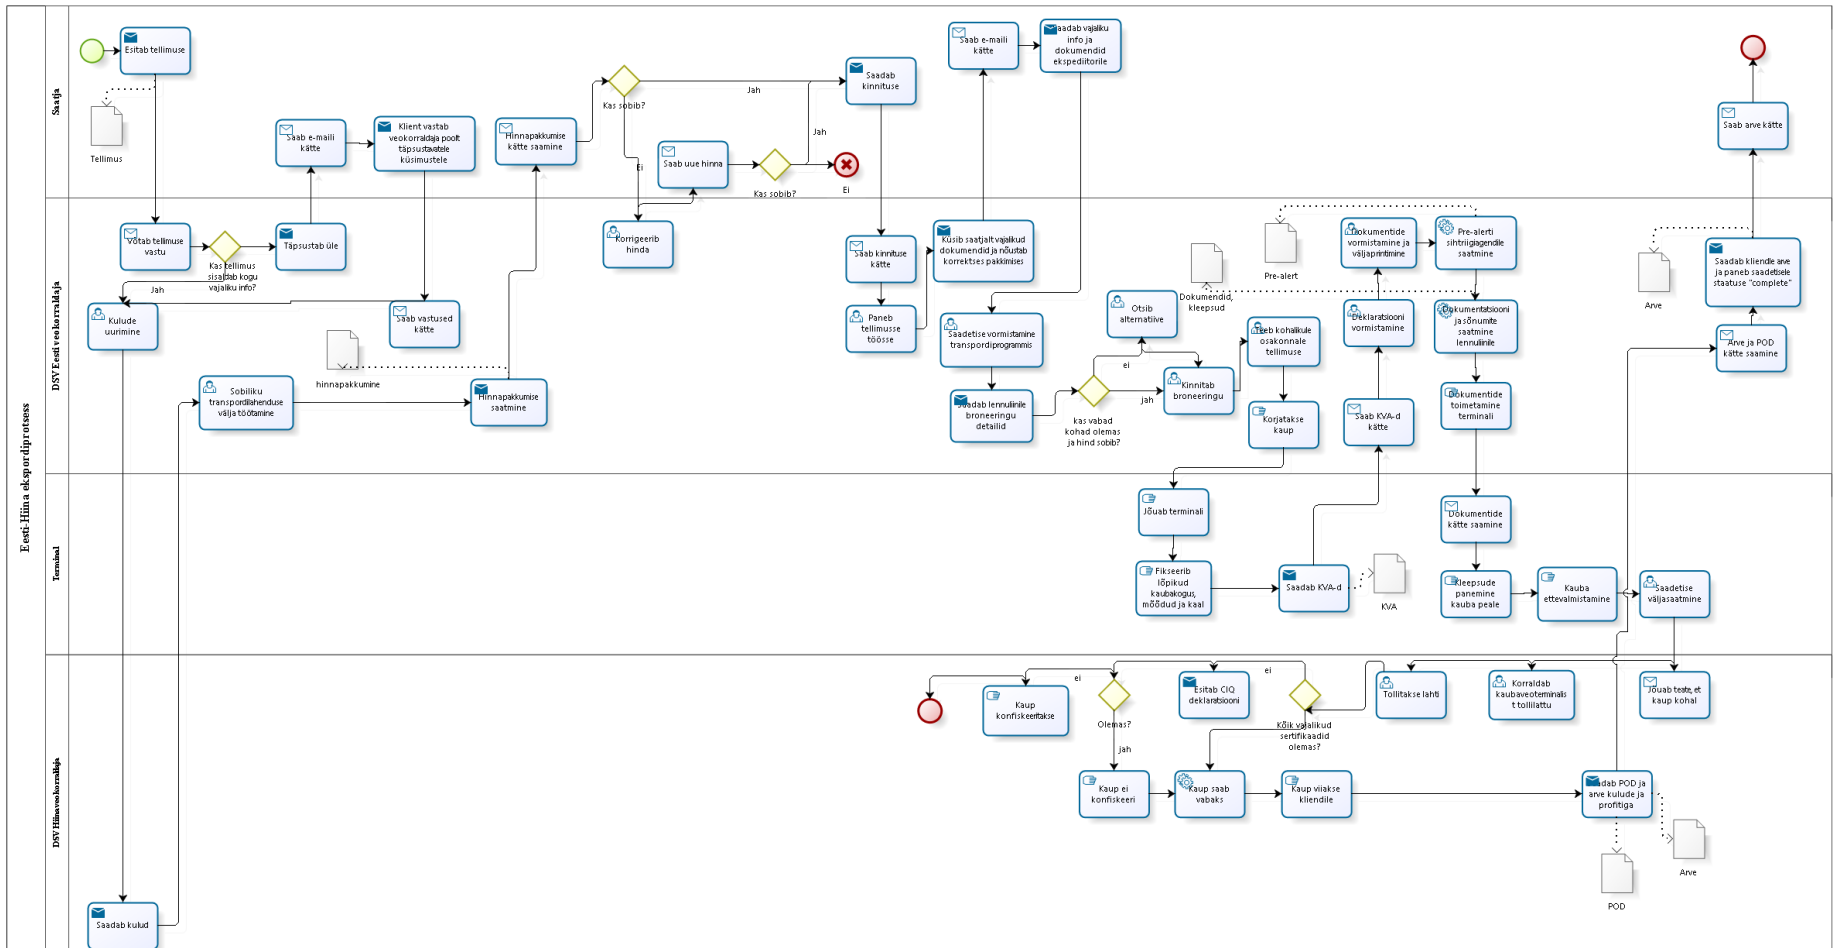 Eesti-Hiina ekspordiprotsess
Saatja
Esitab tellimuse
Tellimus
Saab e-maili
kätte
Klient vastab
veokorraldaja poolt
täpsustavatele
küsimustele
Hinnapakkumise
kätte saamine
Kas sobib?
Jah
Ei
Saab uue hinna
Kas sobib?
Jah
Ei
Saadab
kinnituse
Saab e-maili
kätte
Saadab vajaliku
info ja
dokumendid
ekspediitorile
Saab arve kätte
DSV Eesti veokorraldaja
Võtab tellimuse
vastu
Kas tellimus
sisaldab kogu
vajaliku info?
Jah
Täpsustab üle
Kulude
uurimine
Saab vastused
kätte
hinnapakkumine
Sobiliku
transpordilahenduse
välja töötamine
Hinnapakkumise
saatmine
Korrigeerib
hinda
Saab kinnituse
kätte
Paneb
tellimusse
töösse
Küsib saatjalt vajalikud
dokumendid ja nõustab
korrektses pakkimises
Saadetise vormistamine
transpordiprogrammis
Saadab lennuliinile
broneeringu
detailid
kas vabad
kohad olemas
ja hind sobib?
ei
jah
Otsib
alternatiive
Kinnitab
broneeringu
Teeb kohalikule
osakonnale
tellimuse
Korjatakse
kaup
Dokumendid,
kleepsud
Pre-alert
Dokumentide
vormistamine ja
väljaprintimine
Deklaratsiooni
vormistamine
Saab KVA-d
kätte
Pre-alerti
sihtriigiagendile
saatmine
Dokumentatsiooni
ja sõnumite
saatmine
lennuliinile
Dokumentide
toimetamine
terminali
Arve
Saadab kliendle arve
ja paneb saadetisele
staatuse "complete"
Arve ja POD
kätte saamine
Terminal
Jõuab terminali
Fikseerib
lõpikud
kaubakogus,
mõõdud ja kaal
Saadab KVA-d
KVA
Dokumentide
kätte saamine
Kleepsude
panemine
kauba peale
Kauba
ettevalmistamine
Saadetise
väljasaatmine
DSV Hiina veokorraldaja
Saadab kulud
Kaup
konfiskeeritakse
ei
Olemas?
jah
Esitab CIQ
deklaratsiooni
ei
Kõik vajalikud
sertifikaadid
olemas?
Tollitakse lahti
Korraldab
kaubaveoterminalis
t tollilattu
Jõuab teate, et
kaup kohal
Kaup ei
konfiskeeri
Kaup saab
vabaks
Kaup viiakse
kliendile
Saadab POD ja
arve kulude ja
profitiga
POD
Arve